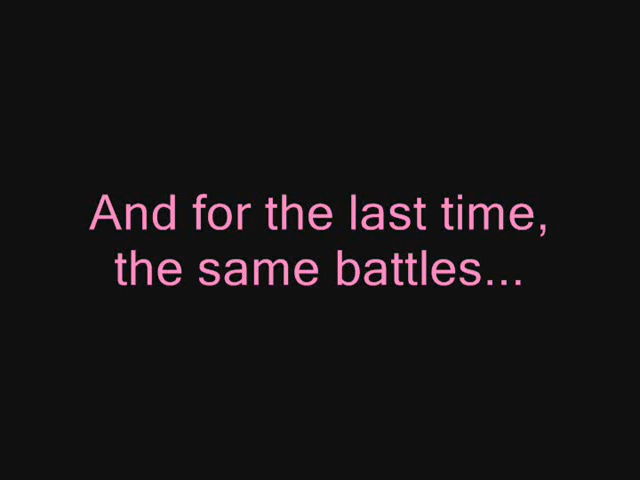 And for the last time,
the same battles...